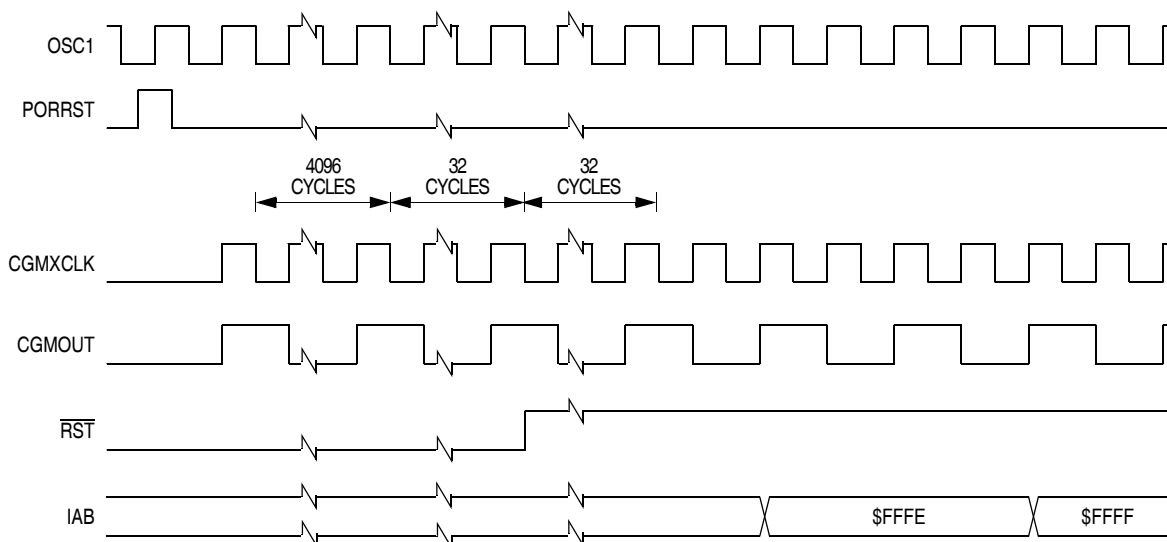 OSC1
PORRST
4096
CYCLES
32
CYCLES
32
CYCLES
CGMXCLK
CGMOUT
RST
IAB
$FFFE
$FFFF